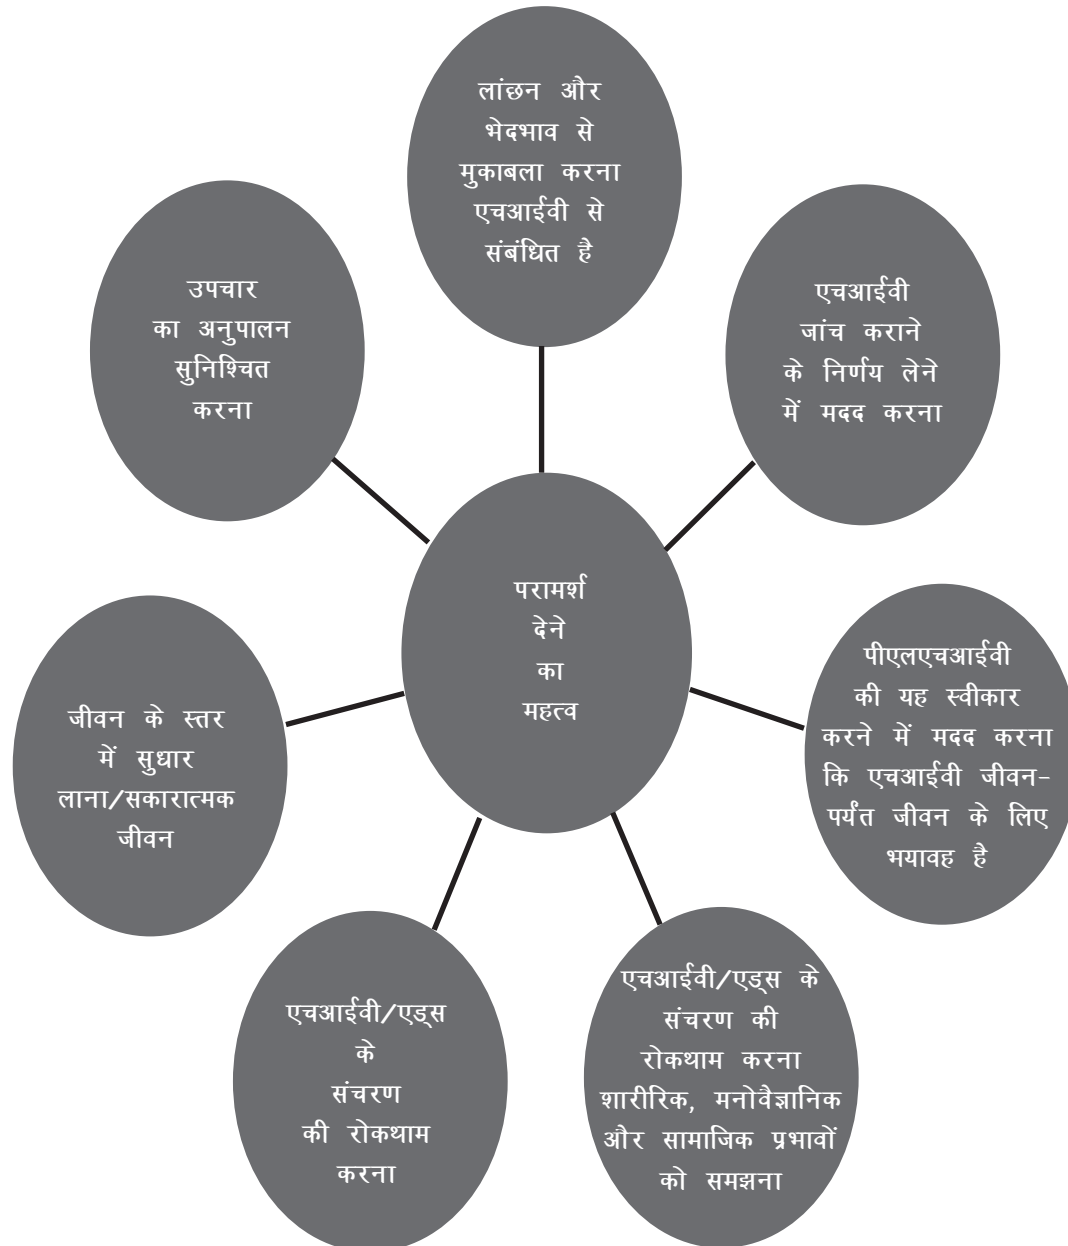 लांछन और
भेदभाव से
मुकाबला करना
एचआईवी से
संबंधित है
उपचार
का अनुपालन
सुनिश्चित
करना
एचआईवी
जांच कराने
के निर्णय लेने
में मदद करना
परामर्श
देने
का
महत्व
पीएलएचआईवी
की यह स्वीकार
करने में मदद करना
कि एचआईवी जीवन-
पर्यंत जीवन के लिए
भयावह है
जीवन के स्तर
में सुधार
लाना/सकारात्मक
जीवन
एचआईवी/एड्स
के
संचरण
की रोकथाम
करना
एचआईवी/एड्स के
संचरण की
रोकथाम करना
शारीरिक, मनोवैज्ञानिक
और सामाजिक प्रभावों
को समझना